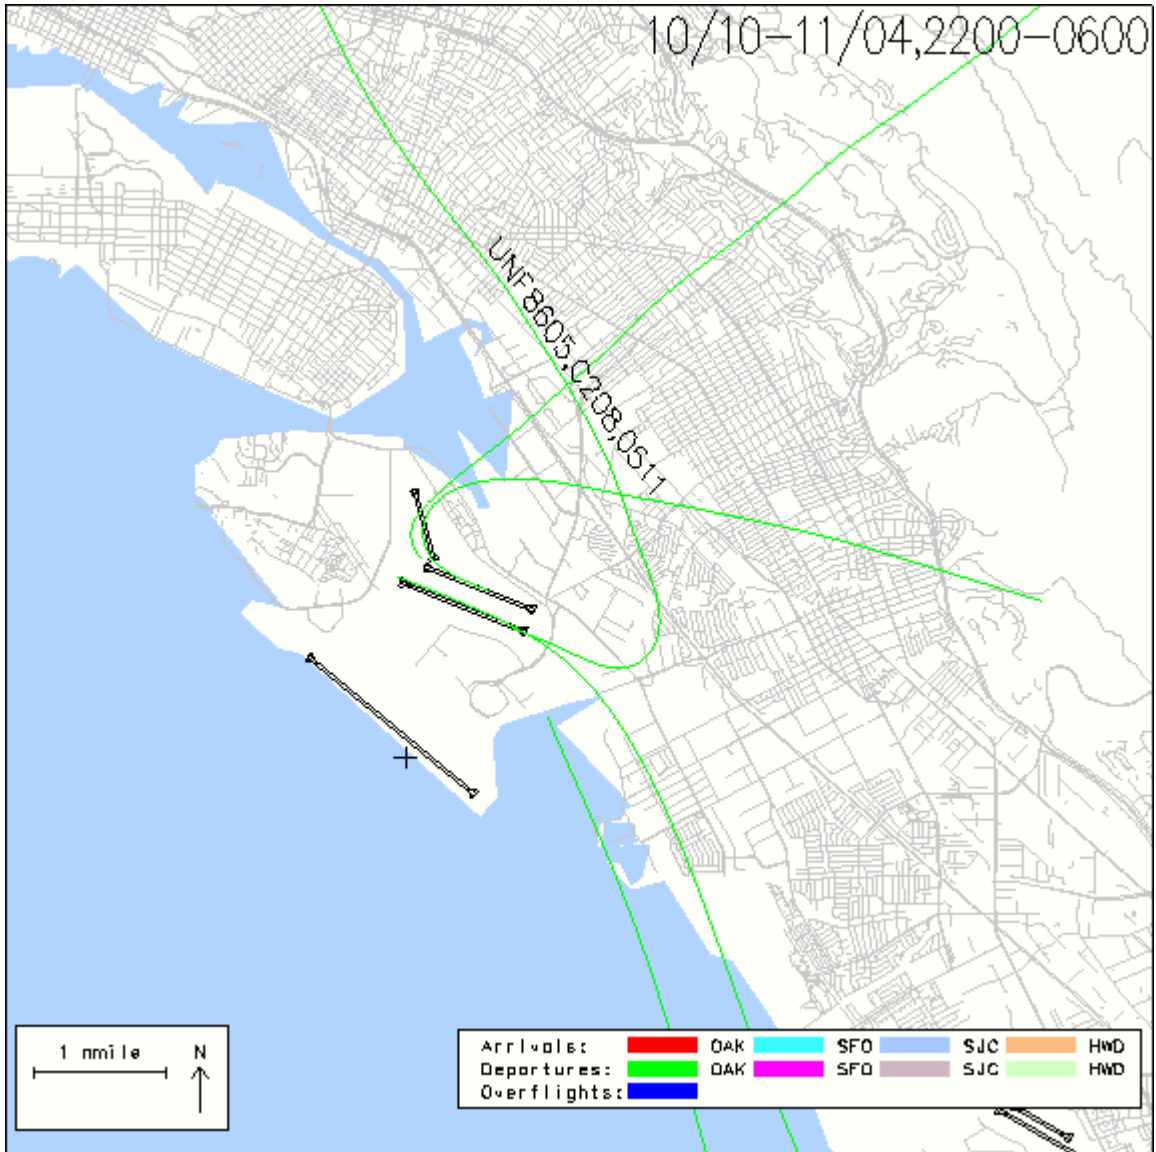 10/10-11/04,2200-0600
UNF8605,C208,0511
1 nmile N
Arrivals: OAK SFO SJC HWD
Departures: OAK SFO SJC HWD
Overflights: